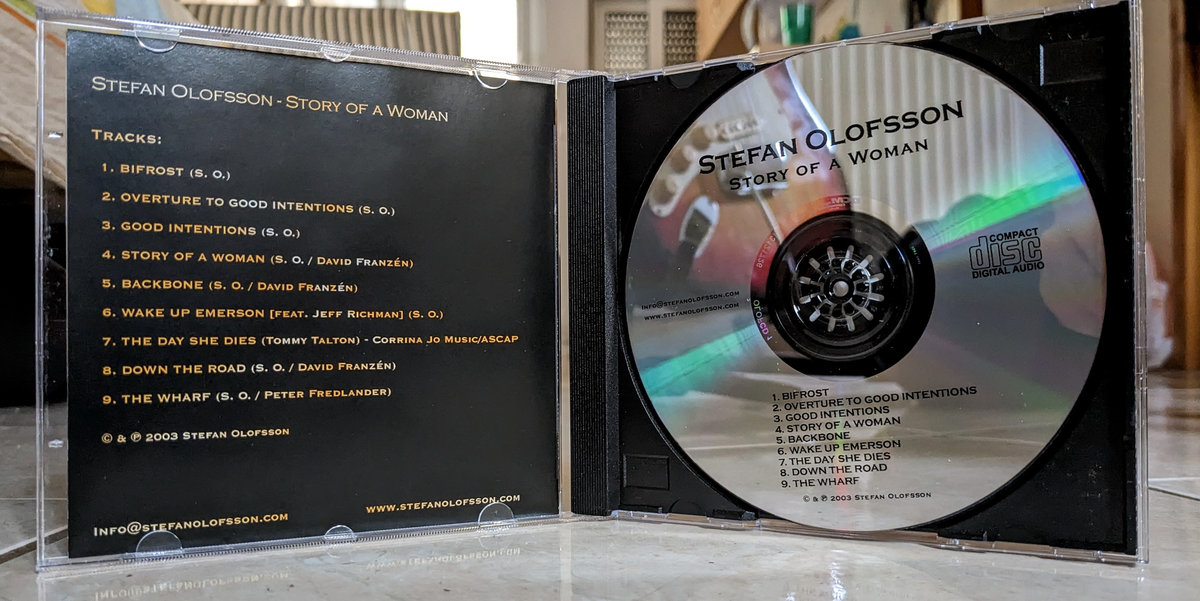 STEFAN OLOFSSON - STORY OF A WOMAN
TRACKS:
1. BIFROST (S. O.)
2. OVERTURE TO GOOD INTENTIONS (S. O.)
3. GOOD INTENTIONS (S. O.)
4. STORY OF A WOMAN (S. O. / DAVID FRANZÉN)
5. BACKBONE (S. O. / DAVID FRANZÉN)
6. WAKE UP EMERSON [FEAT. JEFF RICHMAN] (S. O.)
7. THE DAY SHE DIES (TOMMY TALTON) - CORRINA JO MUSIC/ASCAP
8. DOWN THE ROAD (S. O. / DAVID FRANZÉN)
9. THE WHARF (S. O. / PETER FREDLANDER)
© & ℗ 2003 STEFAN OLOFSSON
INFO@STEFANOLOFSSON.COM
WWW.STEFANOLOFSSON.COM
STEFAN OLOFSSON
STORY OF A WOMAN
COMPACT
disc
DIGITAL AUDIO
INFO@STEFANOLOFSSON.COM
WWW.STEFANOLOFSSON.COM
1. BIFROST
2. OVERTURE TO GOOD INTENTIONS
3. GOOD INTENTIONS
4. STORY OF A WOMAN
5. BACKBONE
6. WAKE UP EMERSON
7. THE DAY SHE DIES
8. DOWN THE ROAD
9. THE WHARF
© & ℗ 2003 STEFAN OLOFSSON